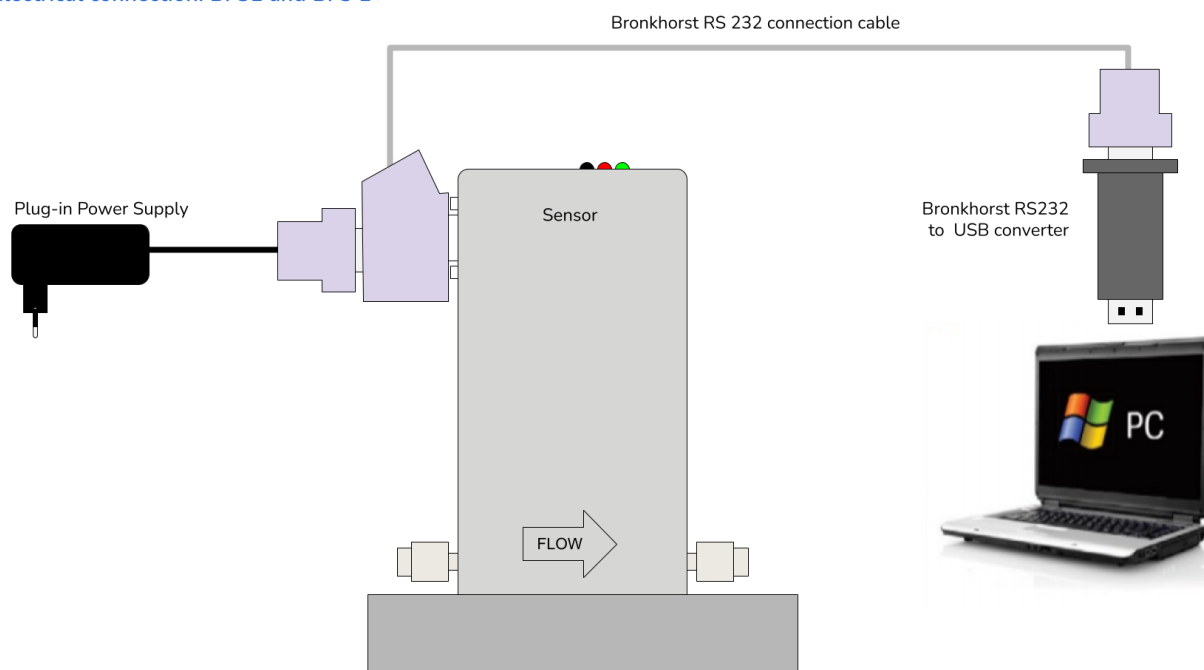 Bronkhorst RS 232 connection cable
Plug-in Power Supply
Sensor
Bronkhorst RS232
to USB converter
PC
FLOW